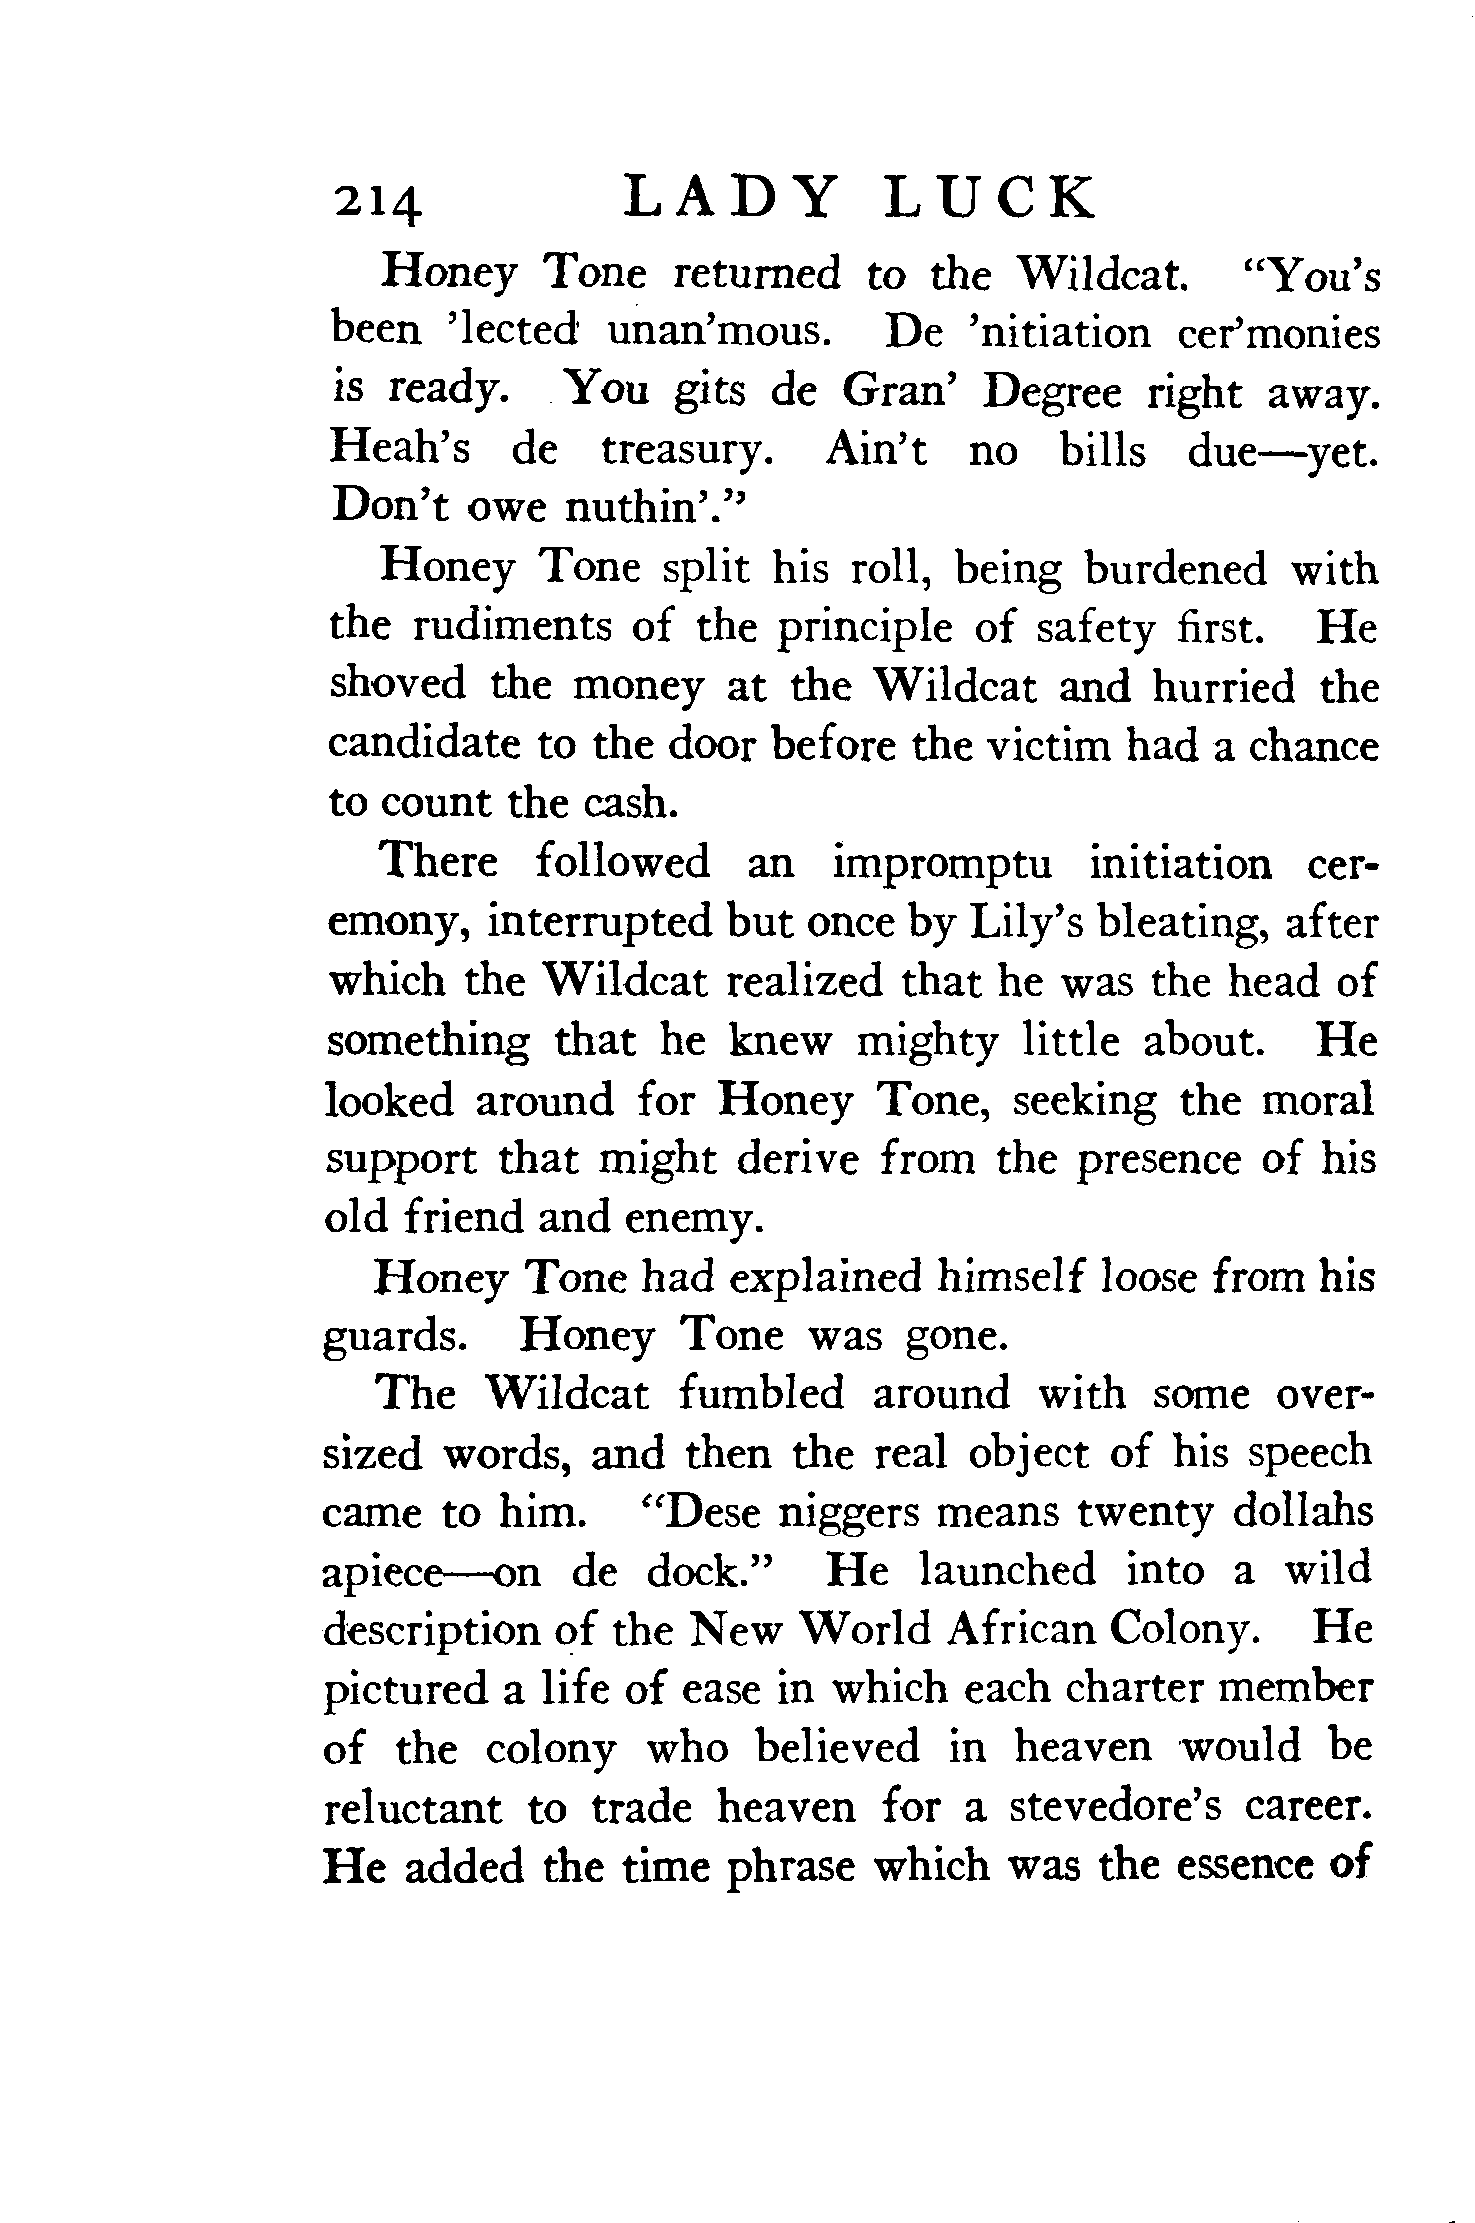 214 LADY LUCK
Honey Tone returned to the Wildcat. “You’s
been ’lected unan’mous. De ’nitiation cer’monies
is ready. You gits de Gran’ Degree right away.
Heah’s de treasury. Ain’t no bills due—yet.
Don’t owe nuthin’.”
Honey Tone split his roll, being burdened with
the rudiments of the principle of safety first. He
shoved the money at the Wildcat and hurried the
candidate to the door before the victim had a chance
to count the cash.
There followed an impromptu initiation cer-
emony, interrupted but once by Lily’s bleating, after
which the Wildcat realized that he was the head of
something that he knew mighty little about. He
looked around for Honey Tone, seeking the moral
support that might derive from the presence of his
old friend and enemy.
Honey Tone had explained himself loose from his
guards. Honey Tone was gone.
The Wildcat fumbled around with some over-
sized words, and then the real object of his speech
came to him. “Dese niggers means twenty dollahs
apiece—on de dock.” He launched into a wild
description of the New World African Colony. He
pictured a life of ease in which each charter member
of the colony who believed in heaven would be
reluctant to trade heaven for a stevedore’s career.
He added the time phrase which was the essence of